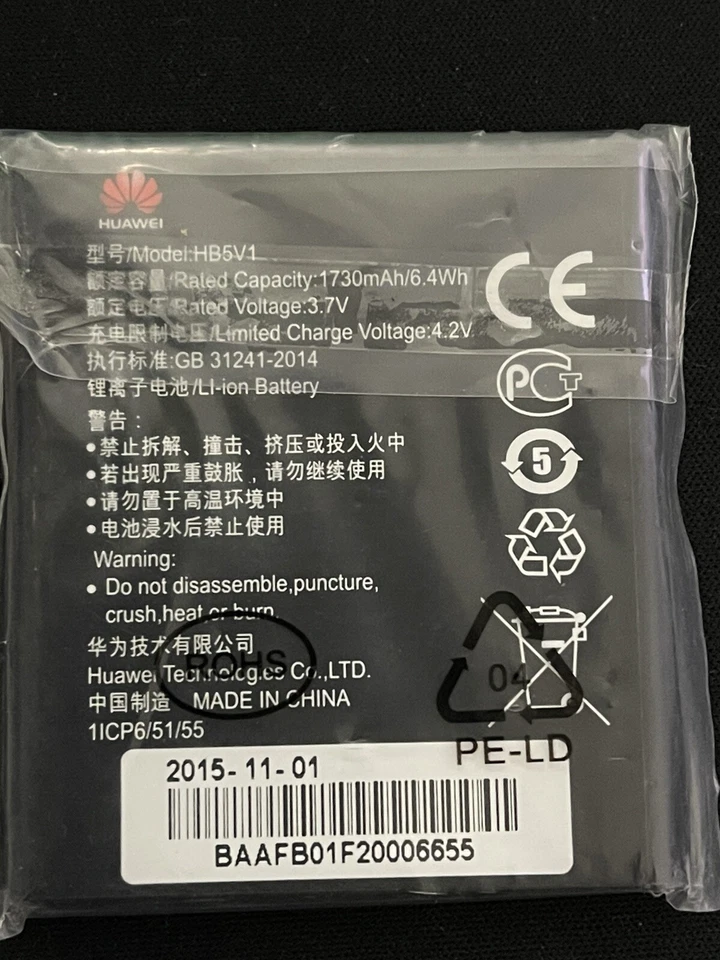 HUAWEI
型号/Model:HB5V1
额定容量/Rated Capacity:1730mAh/6.4Wh
额定电压/Rated Voltage:3.7V
充电限制电压/Limited Charge Voltage:4.2V
执行标准:GB 31241-2014
锂离子电池/LI-ion Battery
CE
PCT
警告：
•禁止拆解、撞击、挤压或投入火中
•若出现严重鼓胀，请勿继续使用
5
•请勿置于高温环境中
•电池浸水后禁止使用
Warning:
• Do not disassemble,puncture,
crush,heat or burn.
华为技术有限公司
ROHS
Huawei Technologies Co.,LTD.
04
中国制造 MADE IN CHINA
1ICP6/51/55
PE-LD
2015-11-01
BAAFB01F20006655